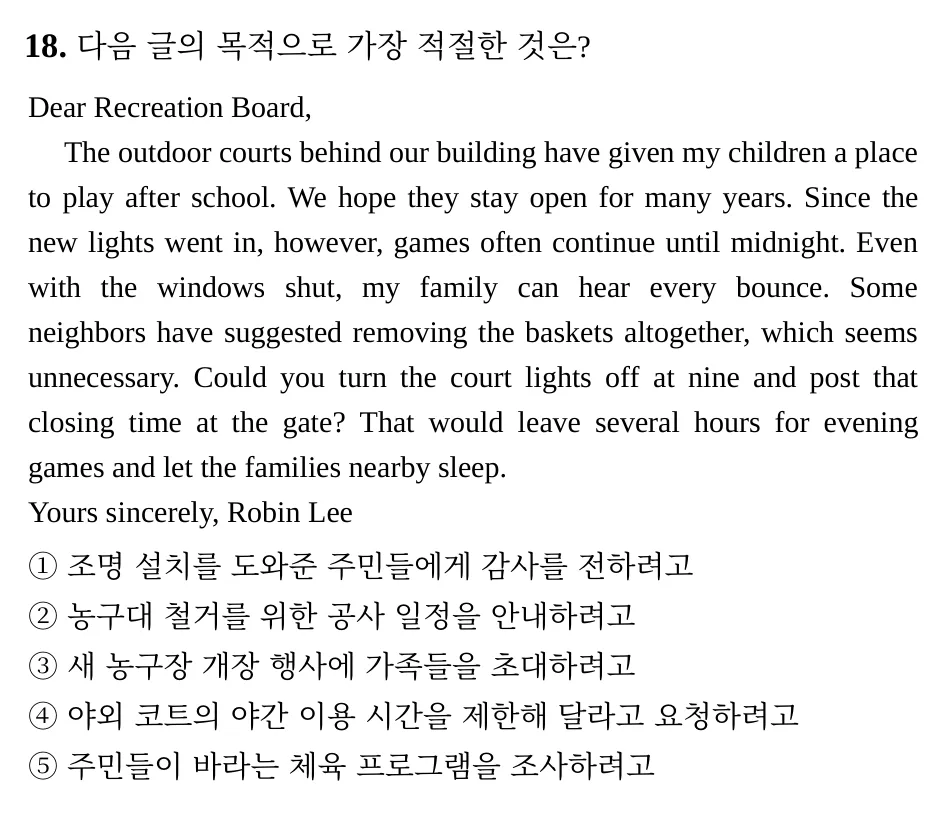 18. 다음 글의 목적으로 가장 적절한 것은?
Dear Recreation Board,
The outdoor courts behind our building have given my children a place
to play after school. We hope they stay open for many years. Since the
new lights went in, however, games often continue until midnight. Even
with the windows shut, my family can hear every bounce. Some
neighbors have suggested removing the baskets altogether, which seems
unnecessary. Could you turn the court lights off at nine and post that
closing time at the gate? That would leave several hours for evening
games and let the families nearby sleep.
Yours sincerely, Robin Lee
① 조명 설치를 도와준 주민들에게 감사를 전하려고
② 농구대 철거를 위한 공사 일정을 안내하려고
③ 새 농구장 개장 행사에 가족들을 초대하려고
④ 야외 코트의 야간 이용 시간을 제한해 달라고 요청하려고
⑤ 주민들이 바라는 체육 프로그램을 조사하려고